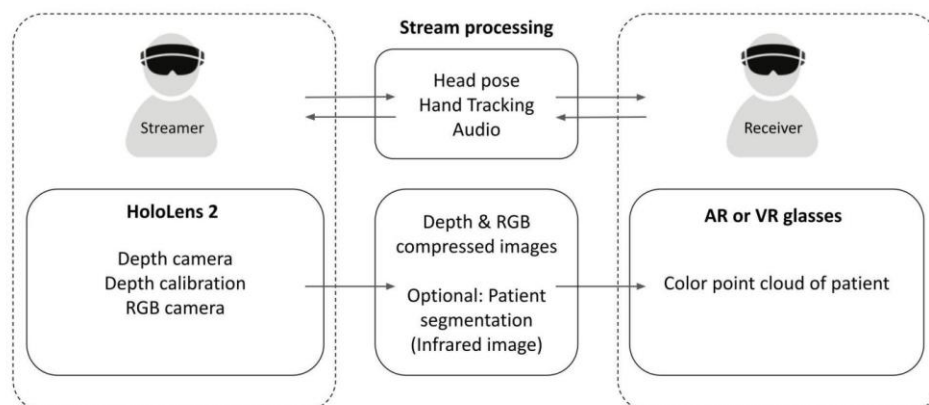 Stream processing
Streamer
Head pose
Hand Tracking
Audio
Receiver
HoloLens 2
Depth camera
Depth calibration
RGB camera
Depth & RGB
compressed images
Optional: Patient
segmentation
(Infrared image)
AR or VR glasses
Color point cloud of patient